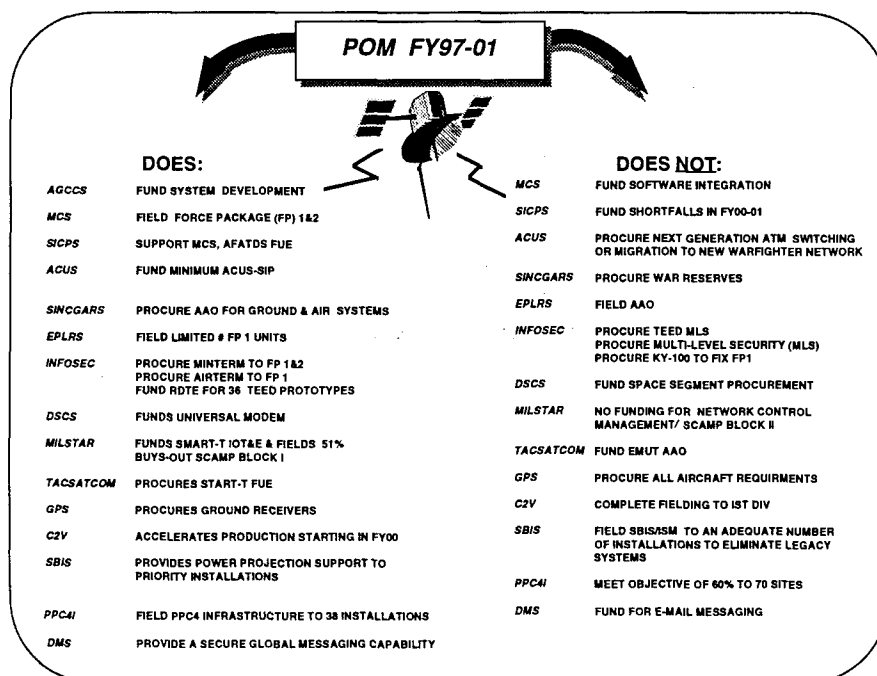 POM FY97-01
DOES:
AGCCS FUND SYSTEM DEVELOPMENT
MCS FIELD FORCE PACKAGE (FP) 1&2
SICPS SUPPORT MCS, AFATDS FUE
ACUS FUND MINIMUM ACUS-SIP
SINCGARS PROCURE AAO FOR GROUND & AIR SYSTEMS
EPLRS FIELD LIMITED # FP 1 UNITS
INFOSEC PROCURE MINTERM TO FP 1&2
PROCURE AIRTERM TO FP 1
FUND RDTE FOR 36 TEED PROTOTYPES
DSCS FUNDS UNIVERSAL MODEM
MILSTAR FUNDS SMART-T IOT&E & FIELDS 51%
BUYS-OUT SCAMP BLOCK I
TACSATCOM PROCURES START-T FUE
GPS PROCURES GROUND RECEIVERS
C2V ACCELERATES PRODUCTION STARTING IN FY00
SBIS PROVIDES POWER PROJECTION SUPPORT TO
PRIORITY INSTALLATIONS
PPC4I FIELD PPC4 INFRASTRUCTURE TO 38 INSTALLATIONS
DMS PROVIDE A SECURE GLOBAL MESSAGING CAPABILITY
DOES NOT:
MCS FUND SOFTWARE INTEGRATION
SICPS FUND SHORTFALLS IN FY00-01
ACUS PROCURE NEXT GENERATION ATM SWITCHING
OR MIGRATION TO NEW WARFIGHTER NETWORK
SINCGARS PROCURE WAR RESERVES
EPLRS FIELD AAO
INFOSEC PROCURE TEED MLS
PROCURE MULTI-LEVEL SECURITY (MLS)
PROCURE KY-100 TO FIX FP1
DSCS FUND SPACE SEGMENT PROCUREMENT
MILSTAR NO FUNDING FOR NETWORK CONTROL
MANAGEMENT/ SCAMP BLOCK II
TACSATCOM FUND EMUT AAO
GPS PROCURE ALL AIRCRAFT REQUIRMENTS
C2V COMPLETE FIELDING TO IST DIV
SBIS FIELD SBIS/ISM TO AN ADEQUATE NUMBER
OF INSTALLATIONS TO ELIMINATE LEGACY
SYSTEMS
PPC4I MEET OBJECTIVE OF 60% TO 70 SITES
DMS FUND FOR E-MAIL MESSAGING